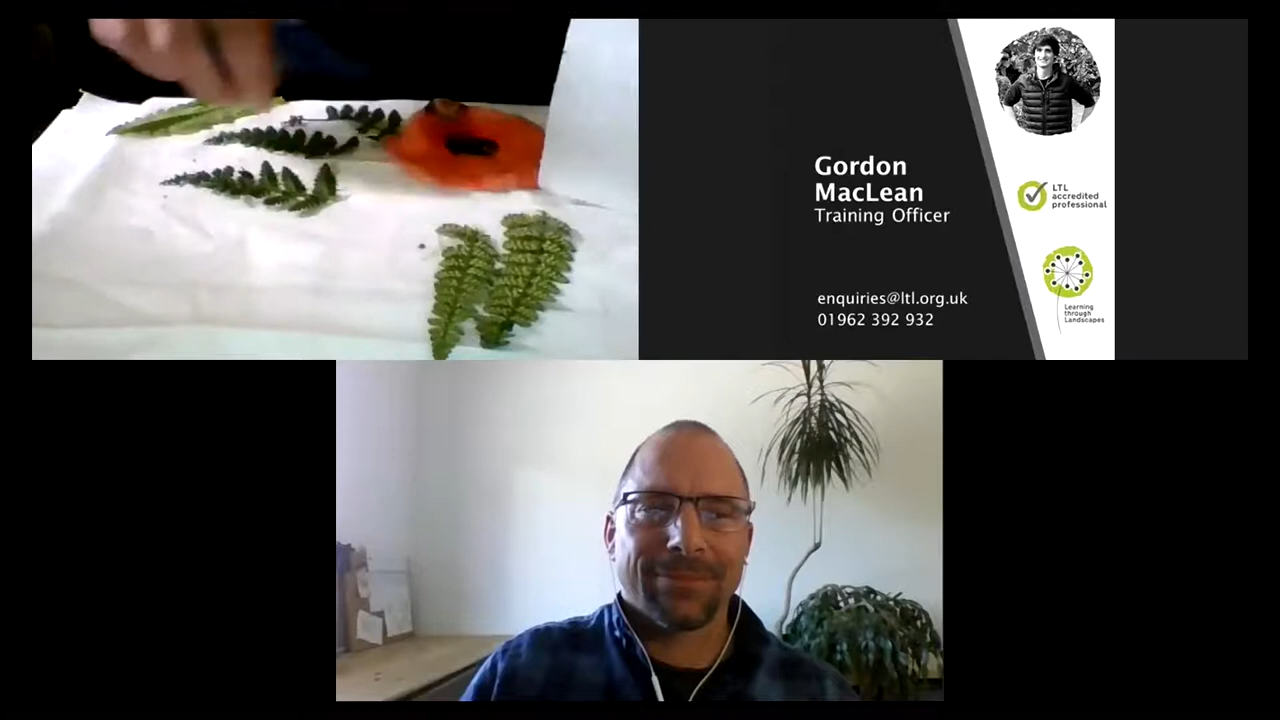 Gordon
MacLean
Training Officer
enquiries@ltl.org.uk
01962 392 932
LTL
accredited
professional
Learning
through
Landscapes